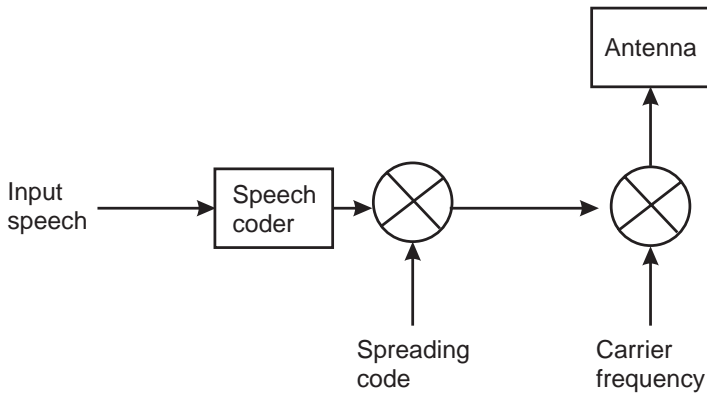 Antenna
Input
speech
Speech
coder
Spreading
code
Carrier
frequency